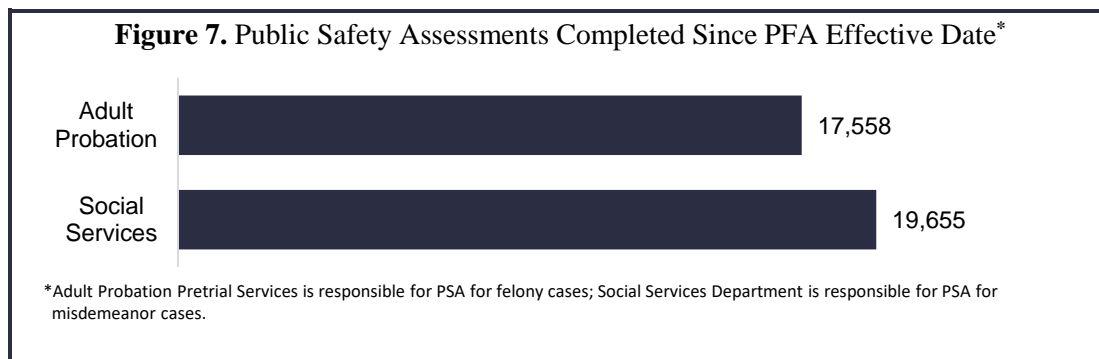 Figure 7. Public Safety Assessments Completed Since PFA Effective Date*
Adult
Probation
17,558
Social
Services
19,655
*Adult Probation Pretrial Services is responsible for PSA for felony cases; Social Services Department is responsible for PSA for
misdemeanor cases.